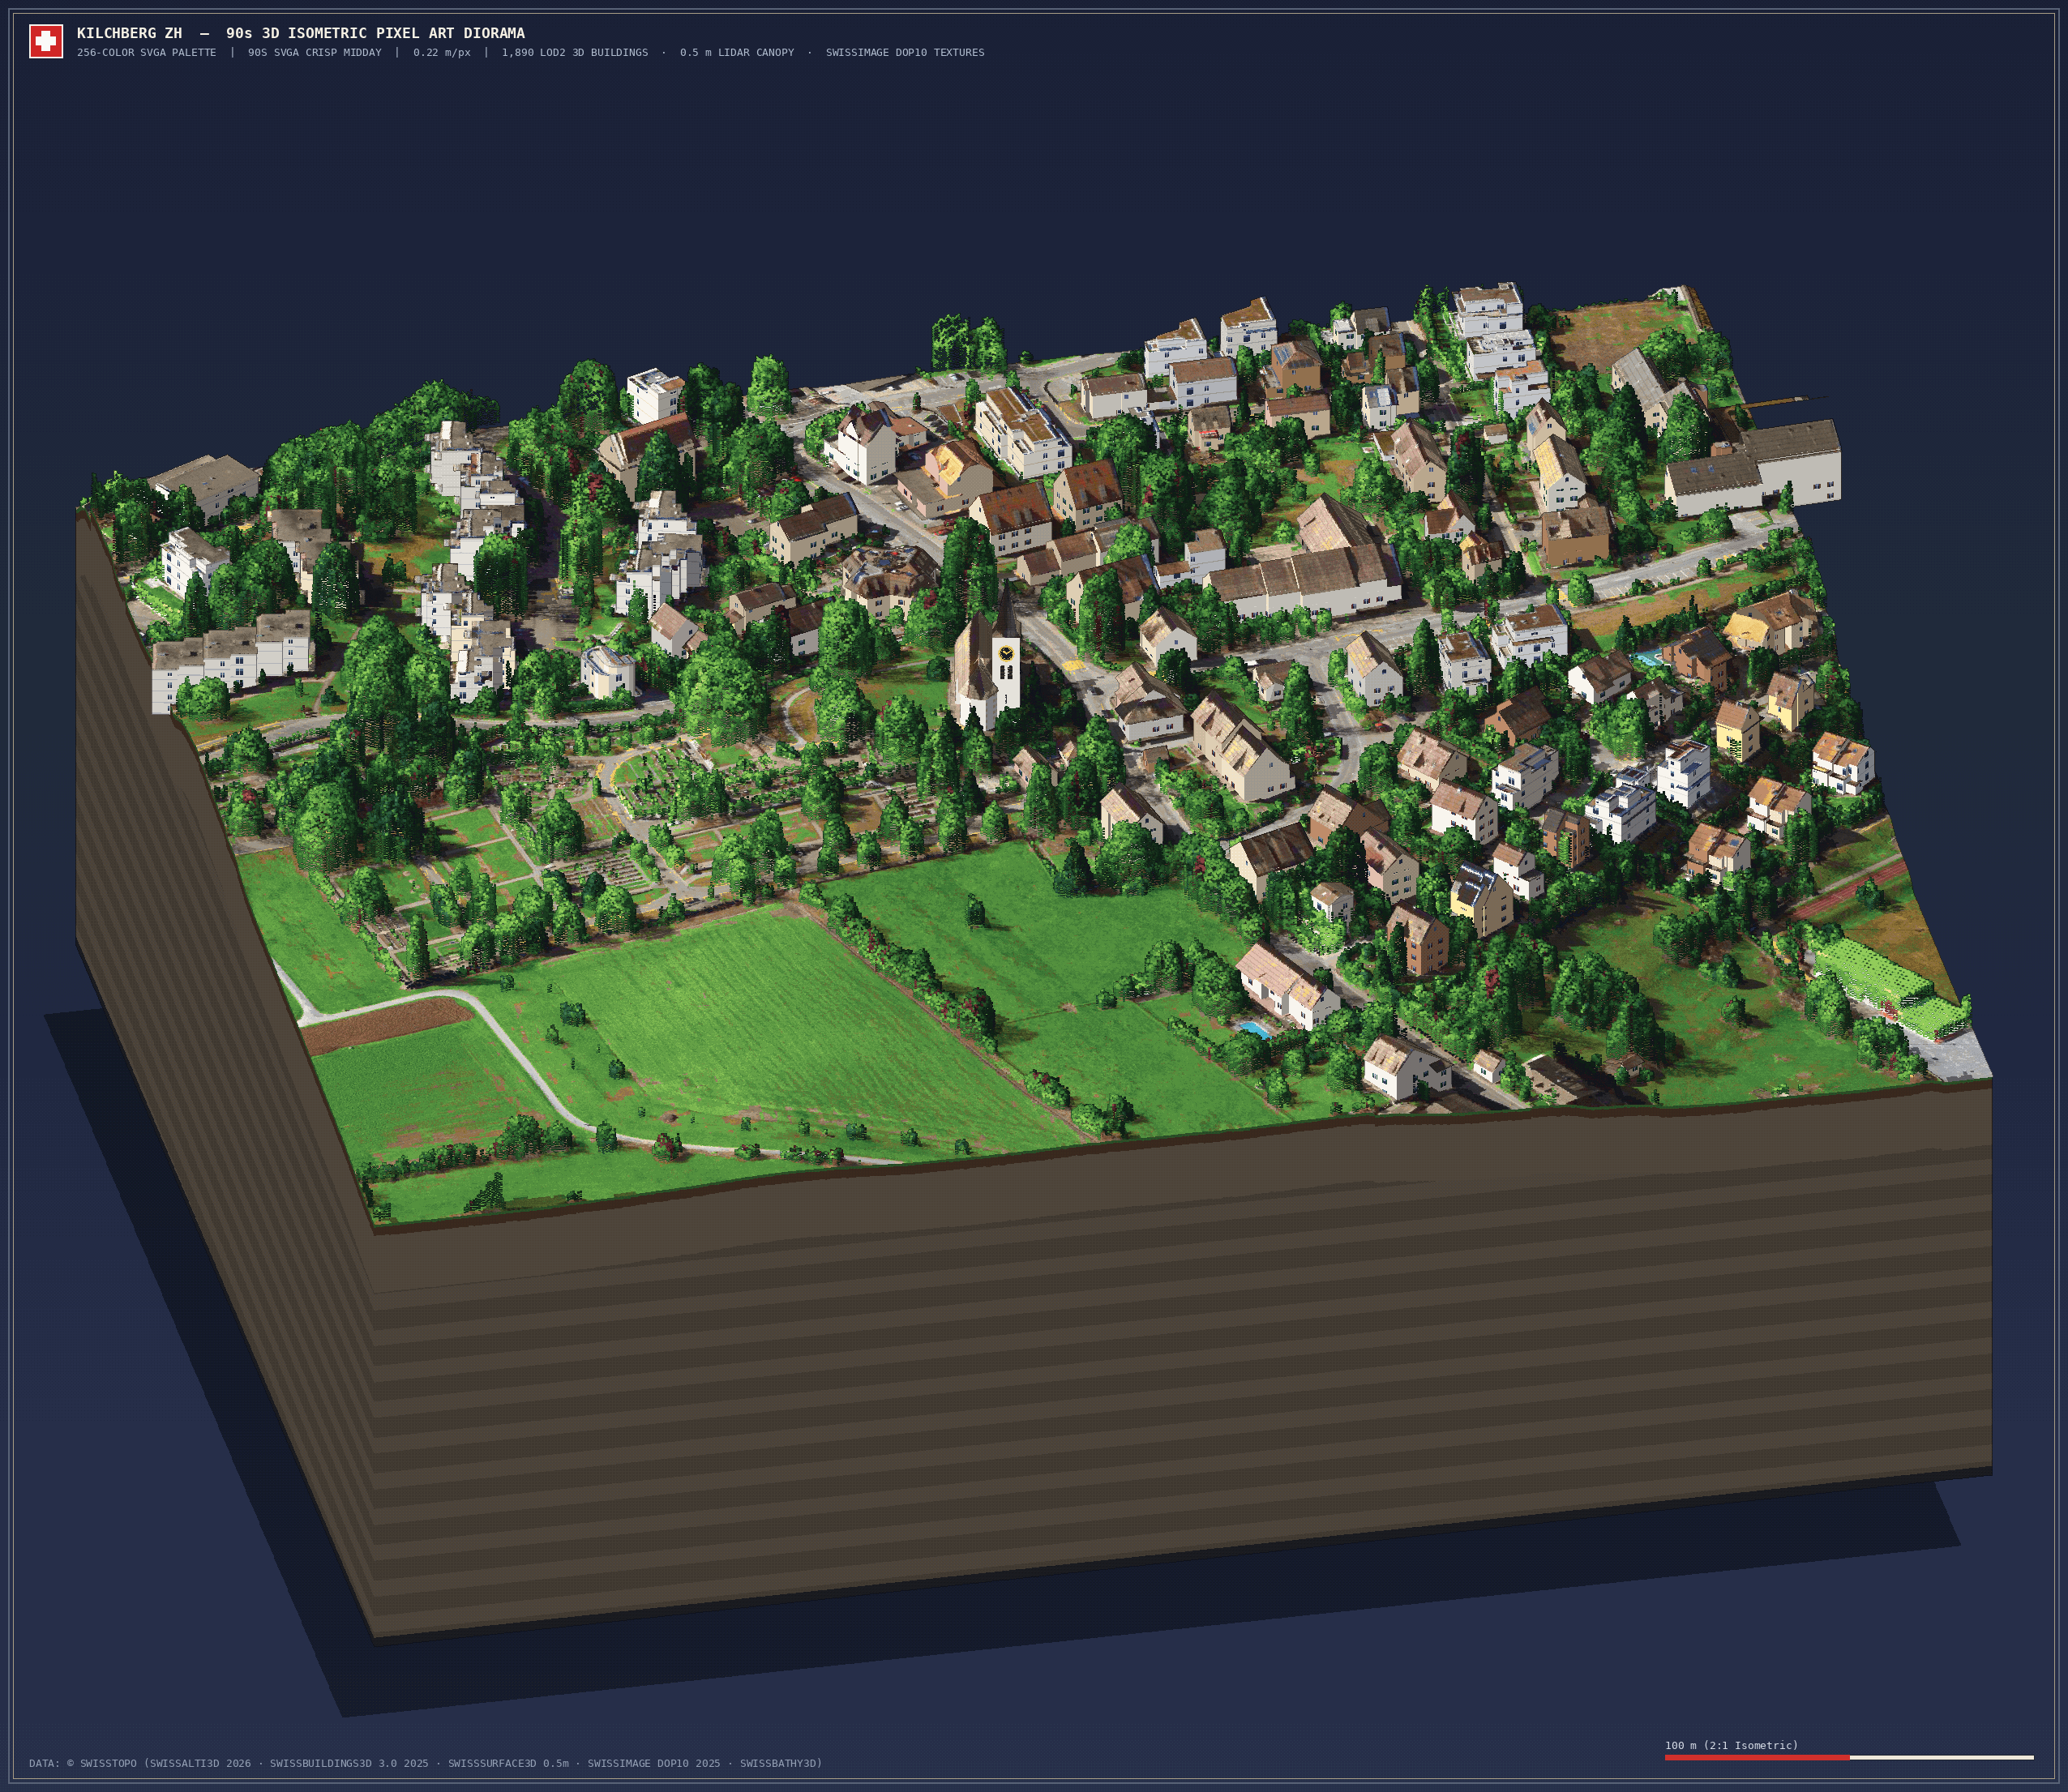 KILCHBERG ZH — 90s 3D ISOMETRIC PIXEL ART DIORAMA
256-COLOR SVGA PALETTE | 90S SVGA CRISP MIDDAY | 0.22 m/px | 1,890 LOD2 3D BUILDINGS · 0.5 m LIDAR CANOPY · SWISSIMAGE DOP10 TEXTURES
100 m (2:1 Isometric)
DATA: © SWISSTOPO (SWISSALTI3D 2026 · SWISSBUILDINGS3D 3.0 2025 · SWISSSURFACE3D 0.5m · SWISSIMAGE DOP10 2025 · SWISSBATHY3D)